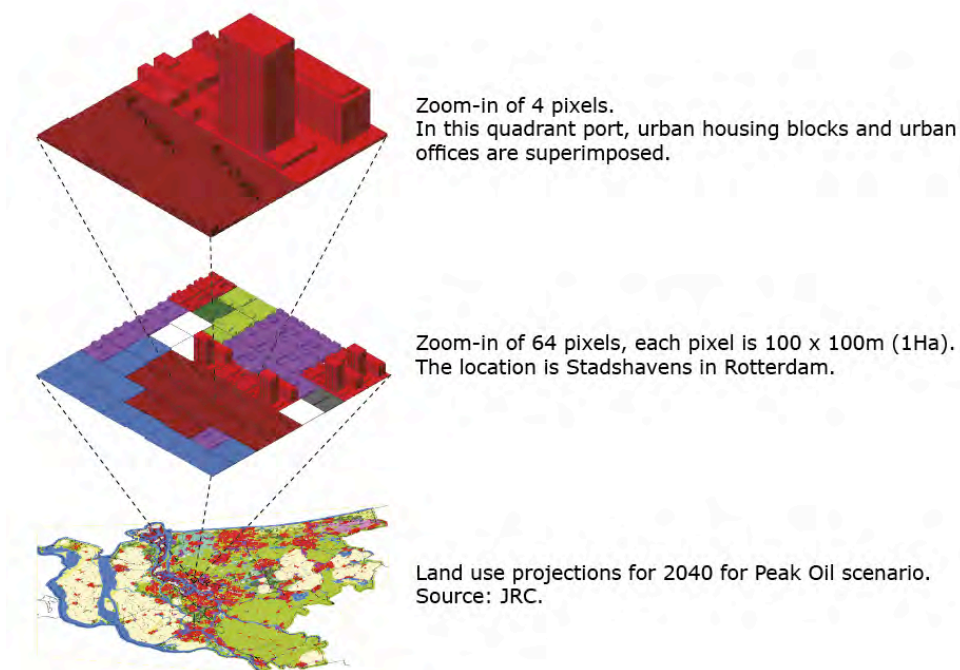 Zoom-in of 4 pixels.
In this quadrant port, urban housing blocks and urban
offices are superimposed.
Zoom-in of 64 pixels, each pixel is 100 x 100m (1Ha).
The location is Stadshavens in Rotterdam.
Land use projections for 2040 for Peak Oil scenario.
Source: JRC.